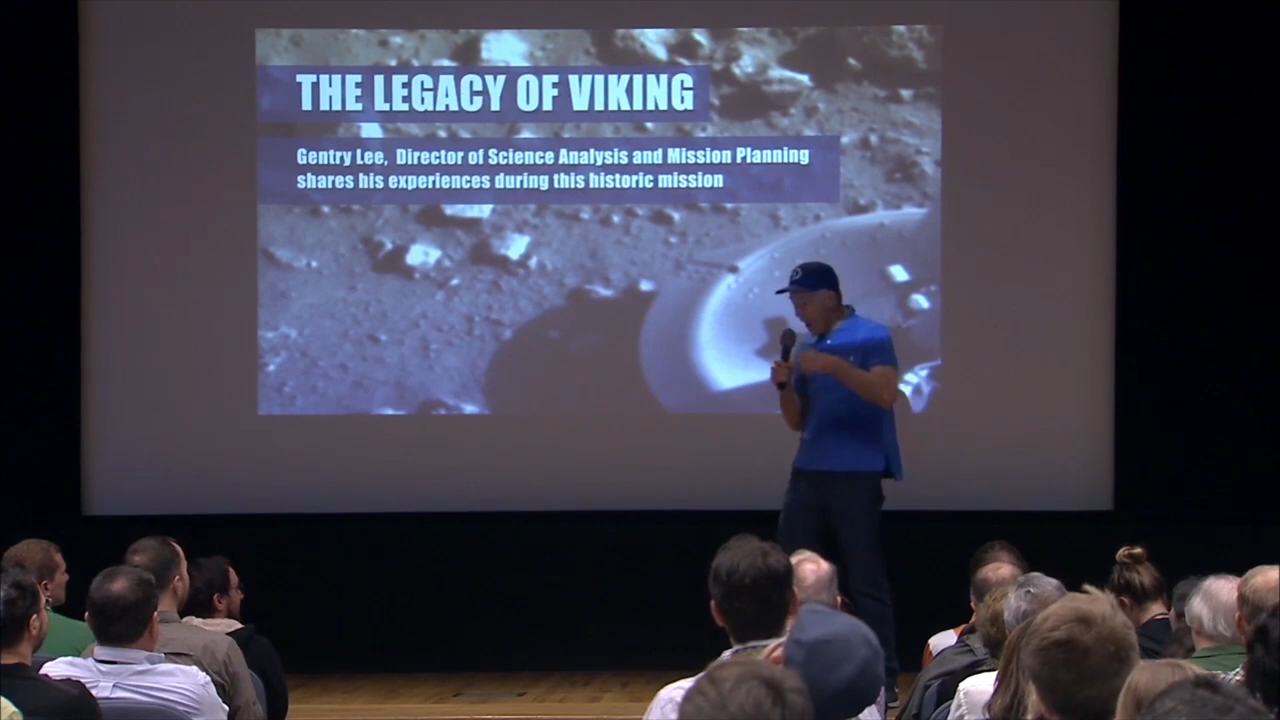 THE LEGACY OF VIKING
Gentry Lee, Director of Science Analysis and Mission Planning
shares his experiences during this historic mission